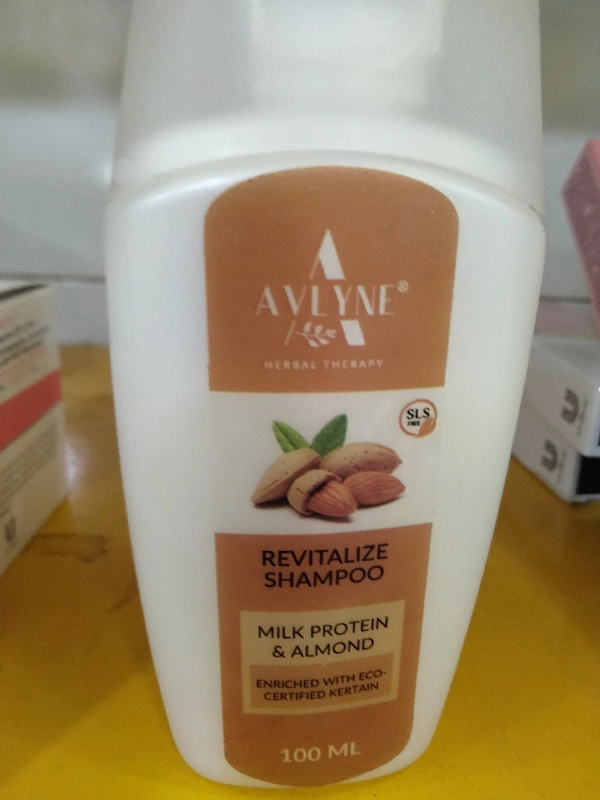 AVLYNE®
HERBAL THERAPY
SLS
FREE
REVITALIZE
SHAMPOO
MILK PROTEIN
& ALMOND
ENRICHED WITH ECO-
CERTIFIED KERTAIN
100 ML